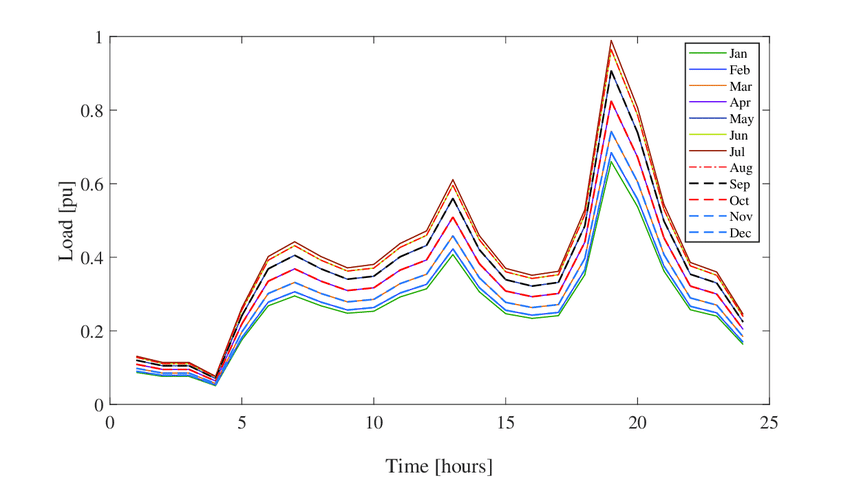 1
0.8
0.6
0.4
0.2
0
0
5
10
15
20
25
Load [pu]
Time [hours]
Jan
Feb
Mar
Apr
May
Jun
Jul
Aug
Sep
Oct
Nov
Dec